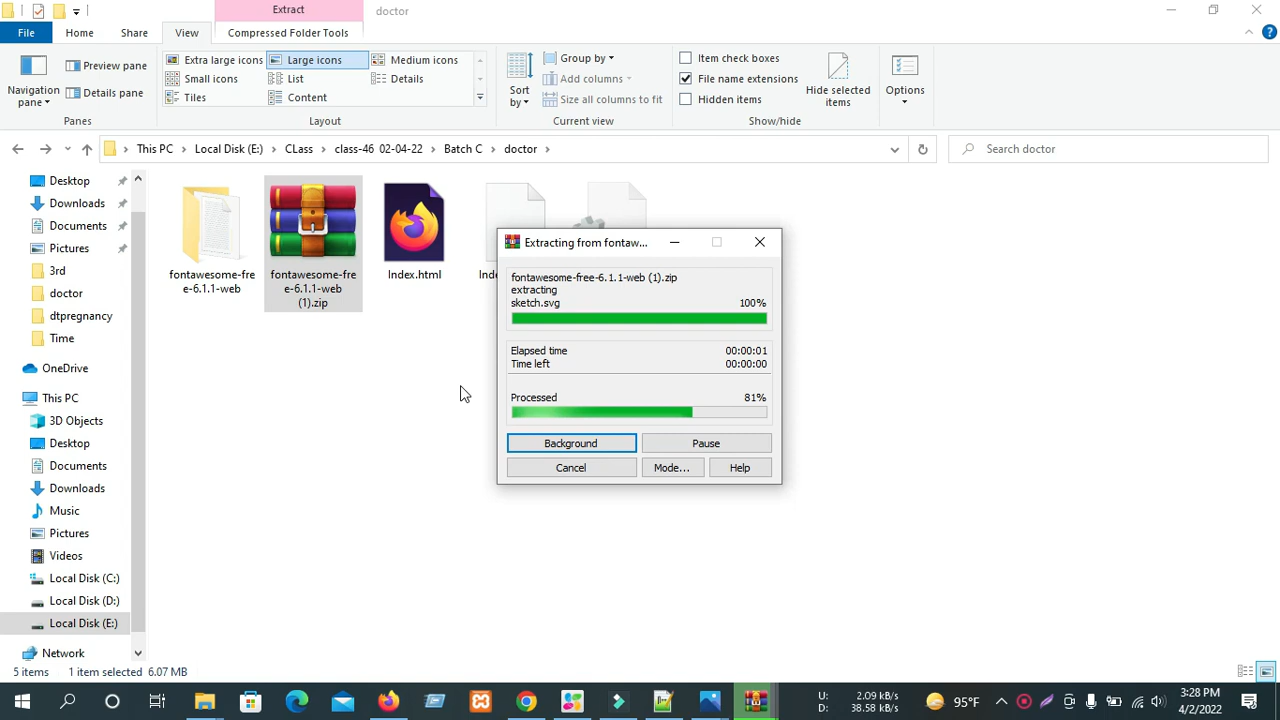 Extract
doctor
File
Home
Share
View
Compressed Folder Tools
Navigation pane
Preview pane
Details pane
Panes
Extra large icons
Large icons
Medium icons
Small icons
List
Details
Tiles
Content
Layout
Sort by
Group by
Add columns
Size all columns to fit
Current view
Item check boxes
File name extensions
Hidden items
Hide selected items
Show/hide
Options
This PC
Local Disk (E:)
CLass
class-46 02-04-22
Batch C
doctor
Search doctor
Desktop
Downloads
Documents
Pictures
3rd
doctor
dtpregnancy
Time
OneDrive
This PC
3D Objects
Desktop
Documents
Downloads
Music
Pictures
Videos
Local Disk (C:)
Local Disk (D:)
Local Disk (E:)
Network
fontawesome-fre
e-6.1.1-web
fontawesome-fre
e-6.1.1-web
(1).zip
Index.html
Inde
Extracting from fontaw...
fontawesome-free-6.1.1-web (1).zip
extracting
sketch.svg 100%
Elapsed time 00:00:01
Time left 00:00:00
Processed 81%
Background
Pause
Cancel
Mode...
Help
5 items 1 item selected 6.07 MB
U: 2.09 kB/s
D: 38.58 kB/s
95°F
3:28 PM
4/2/2022